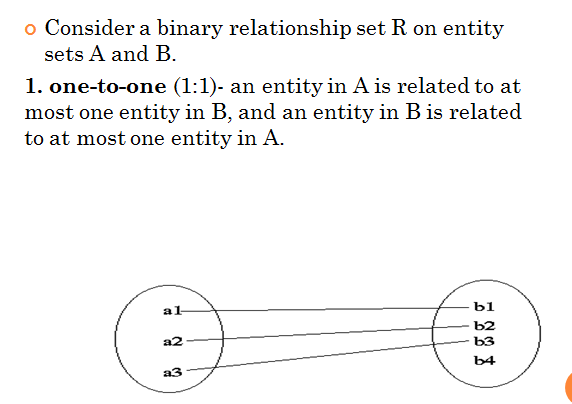 Consider a binary relationship set R on entity
sets A and B.
1. one-to-one (1:1)- an entity in A is related to at
most one entity in B, and an entity in B is related
to at most one entity in A.
a1
b1
b2
a2
b3
b4
a3